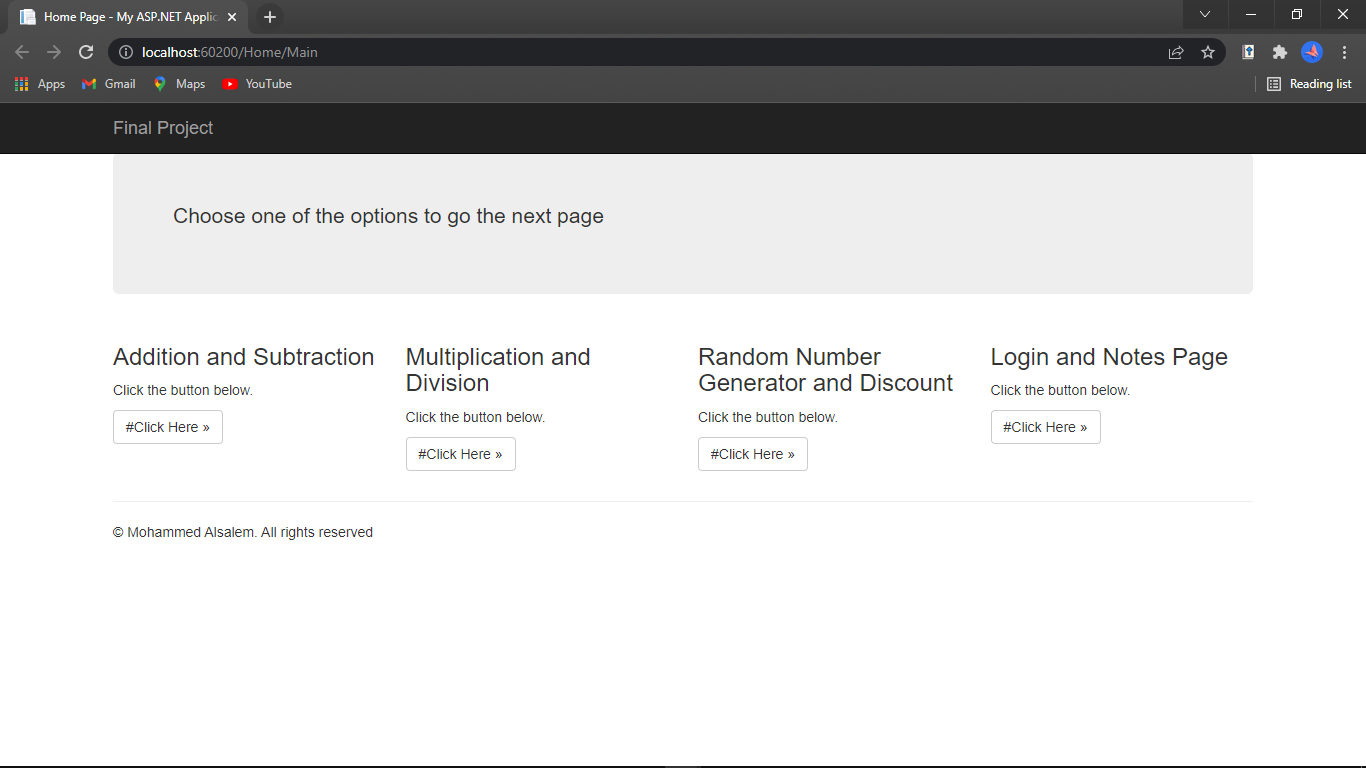 Home Page - My ASP.NET Applic
localhost:60200/Home/Main
Apps
Gmail
Maps
YouTube
Reading list
Final Project
Choose one of the options to go the next page
Addition and Subtraction
Click the button below.
#Click Here »
Multiplication and
Division
Click the button below.
#Click Here »
Random Number
Generator and Discount
Click the button below.
#Click Here »
Login and Notes Page
Click the button below.
#Click Here »
© Mohammed Alsalem. All rights reserved